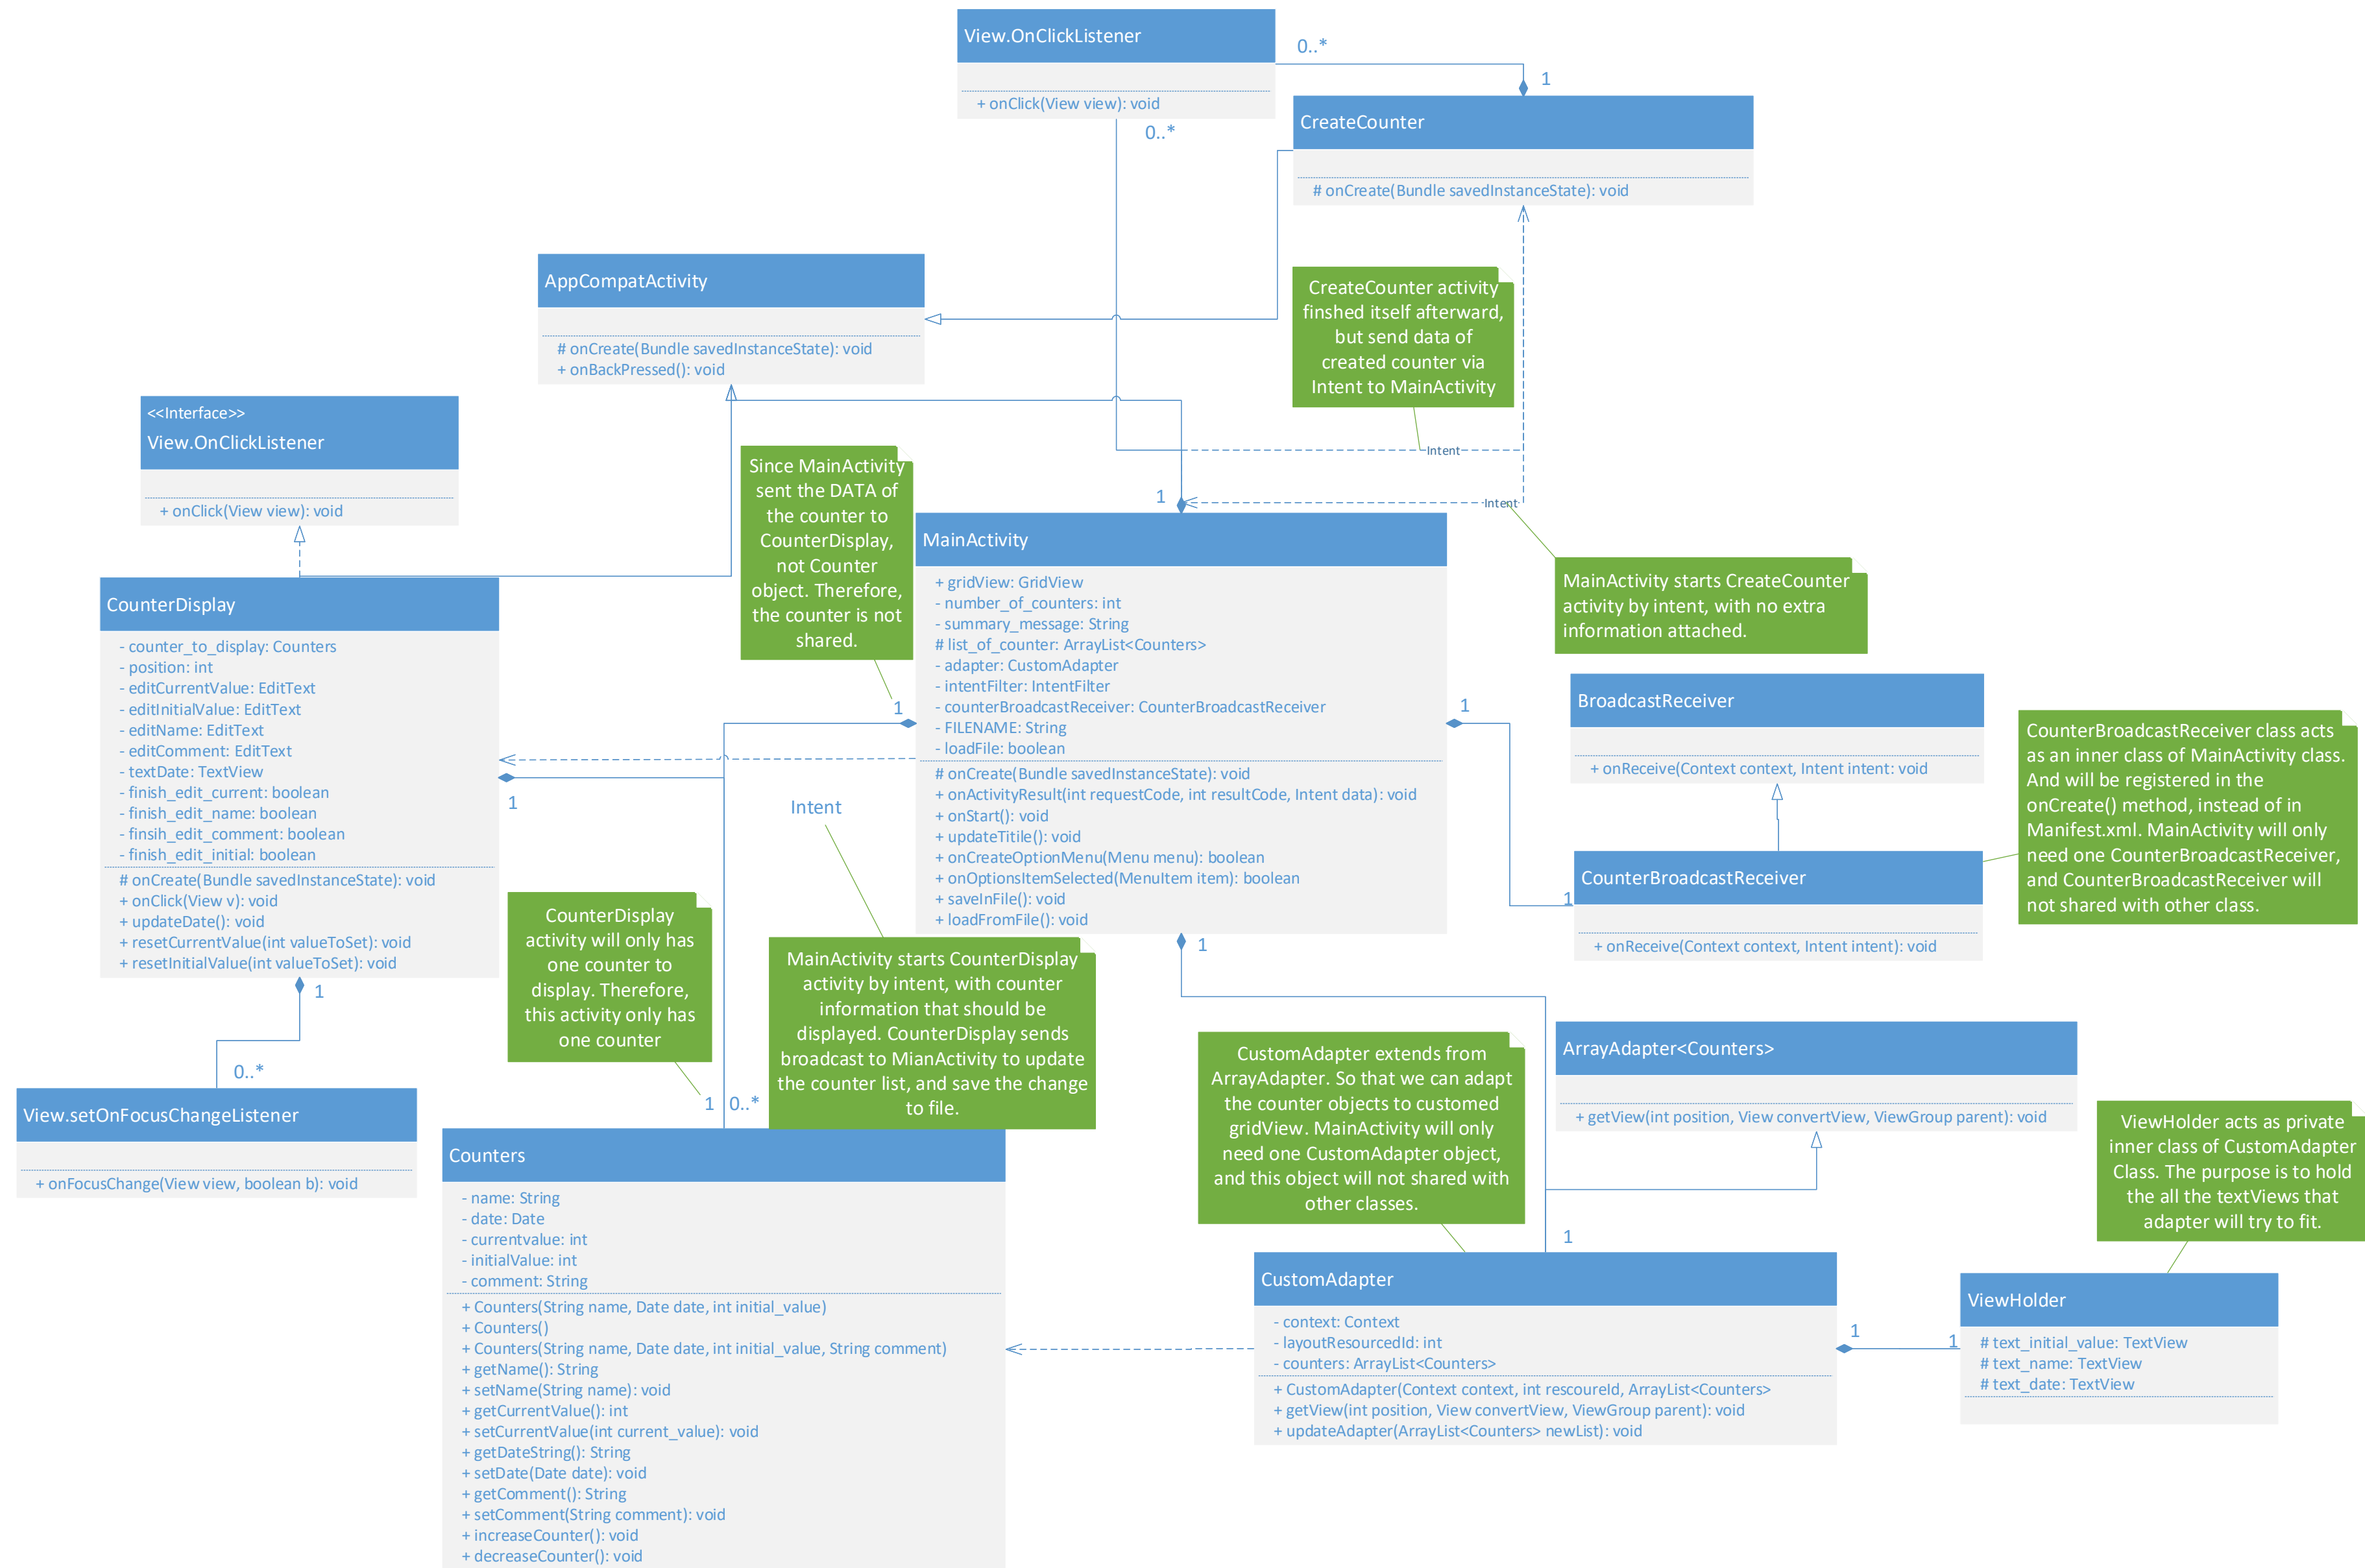 View.OnClickListener
+ onClick(View view): void
0..*
1
0..*
CreateCounter
# onCreate(Bundle savedInstanceState): void
AppCompatActivity
# onCreate(Bundle savedInstanceState): void
+ onBackPressed(): void
CreateCounter activity
finshed itself afterward,
but send data of
created counter via
Intent to MainActivity
<<Interface>>
View.OnClickListener
+ onClick(View view): void
Since MainActivity
sent the DATA of
the counter to
CounterDisplay,
not Counter
object. Therefore,
the counter is not
shared.
Intent
1
Intent
MainActivity starts CreateCounter
activity by intent, with no extra
information attached.
CounterDisplay
- counter_to_display: Counters
- position: int
- editCurrentValue: EditText
- editInitialValue: EditText
- editName: EditText
- editComment: EditText
- textDate: TextView
- finish_edit_current: boolean
- finish_edit_name: boolean
- finsih_edit_comment: boolean
- finish_edit_initial: boolean
# onCreate(Bundle savedInstanceState): void
+ onClick(View v): void
+ updateDate(): void
+ resetCurrentValue(int valueToSet): void
+ resetInitialValue(int valueToSet): void
MainActivity
+ gridView: GridView
- number_of_counters: int
- summary_message: String
# list_of_counter: ArrayList<Counters>
- adapter: CustomAdapter
- intentFilter: IntentFilter
- counterBroadcastReceiver: CounterBroadcastReceiver
- FILENAME: String
- loadFile: boolean
# onCreate(Bundle savedInstanceState): void
+ onActivityResult(int requestCode, int resultCode, Intent data): void
+ onStart(): void
+ updateTitile(): void
+ onCreateOptionMenu(Menu menu): boolean
+ onOptionsItemSelected(MenuItem item): boolean
+ saveInFile(): void
+ loadFromFile(): void
1
1
1
Intent
1
1
BroadcastReceiver
+ onReceive(Context context, Intent intent: void
CounterBroadcastReceiver
+ onReceive(Context context, Intent intent): void
CounterBroadcastReceiver class acts
as an inner class of MainActivity class.
And will be registered in the
onCreate() method, instead of in
Manifest.xml. MainActivity will only
need one CounterBroadcastReceiver,
and CounterBroadcastReceiver will
not shared with other class.
CounterDisplay
activity will only has
one counter to
display. Therefore,
this activity only has
one counter
MainActivity starts CounterDisplay
activity by intent, with counter
information that should be
displayed. CounterDisplay sends
broadcast to MianActivity to update
the counter list, and save the change
to file.
1
0..*
View.setOnFocusChangeListener
+ onFocusChange(View view, boolean b): void
1
0..*
Counters
- name: String
- date: Date
- currentvalue: int
- initialValue: int
- comment: String
+ Counters(String name, Date date, int initial_value)
+ Counters()
+ Counters(String name, Date date, int initial_value, String comment)
+ getName(): String
+ setName(String name): void
+ getCurrentValue(): int
+ setCurrentValue(int current_value): void
+ getDateString(): String
+ setDate(Date date): void
+ getComment(): String
+ setComment(String comment): void
+ increaseCounter(): void
+ decreaseCounter(): void
CustomAdapter extends from
ArrayAdapter. So that we can adapt
the counter objects to customed
gridView. MainActivity will only
need one CustomAdapter object,
and this object will not shared with
other classes.
ArrayAdapter<Counters>
+ getView(int position, View convertView, ViewGroup parent): void
ViewHolder acts as private
inner class of CustomAdapter
Class. The purpose is to hold
the all the textViews that
adapter will try to fit.
1
CustomAdapter
- context: Context
- layoutResourcedId: int
- counters: ArrayList<Counters>
+ CustomAdapter(Context context, int rescoureId, ArrayList<Counters>
+ getView(int position, View convertView, ViewGroup parent): void
+ updateAdapter(ArrayList<Counters> newList): void
1
1
ViewHolder
# text_initial_value: TextView
# text_name: TextView
# text_date: TextView